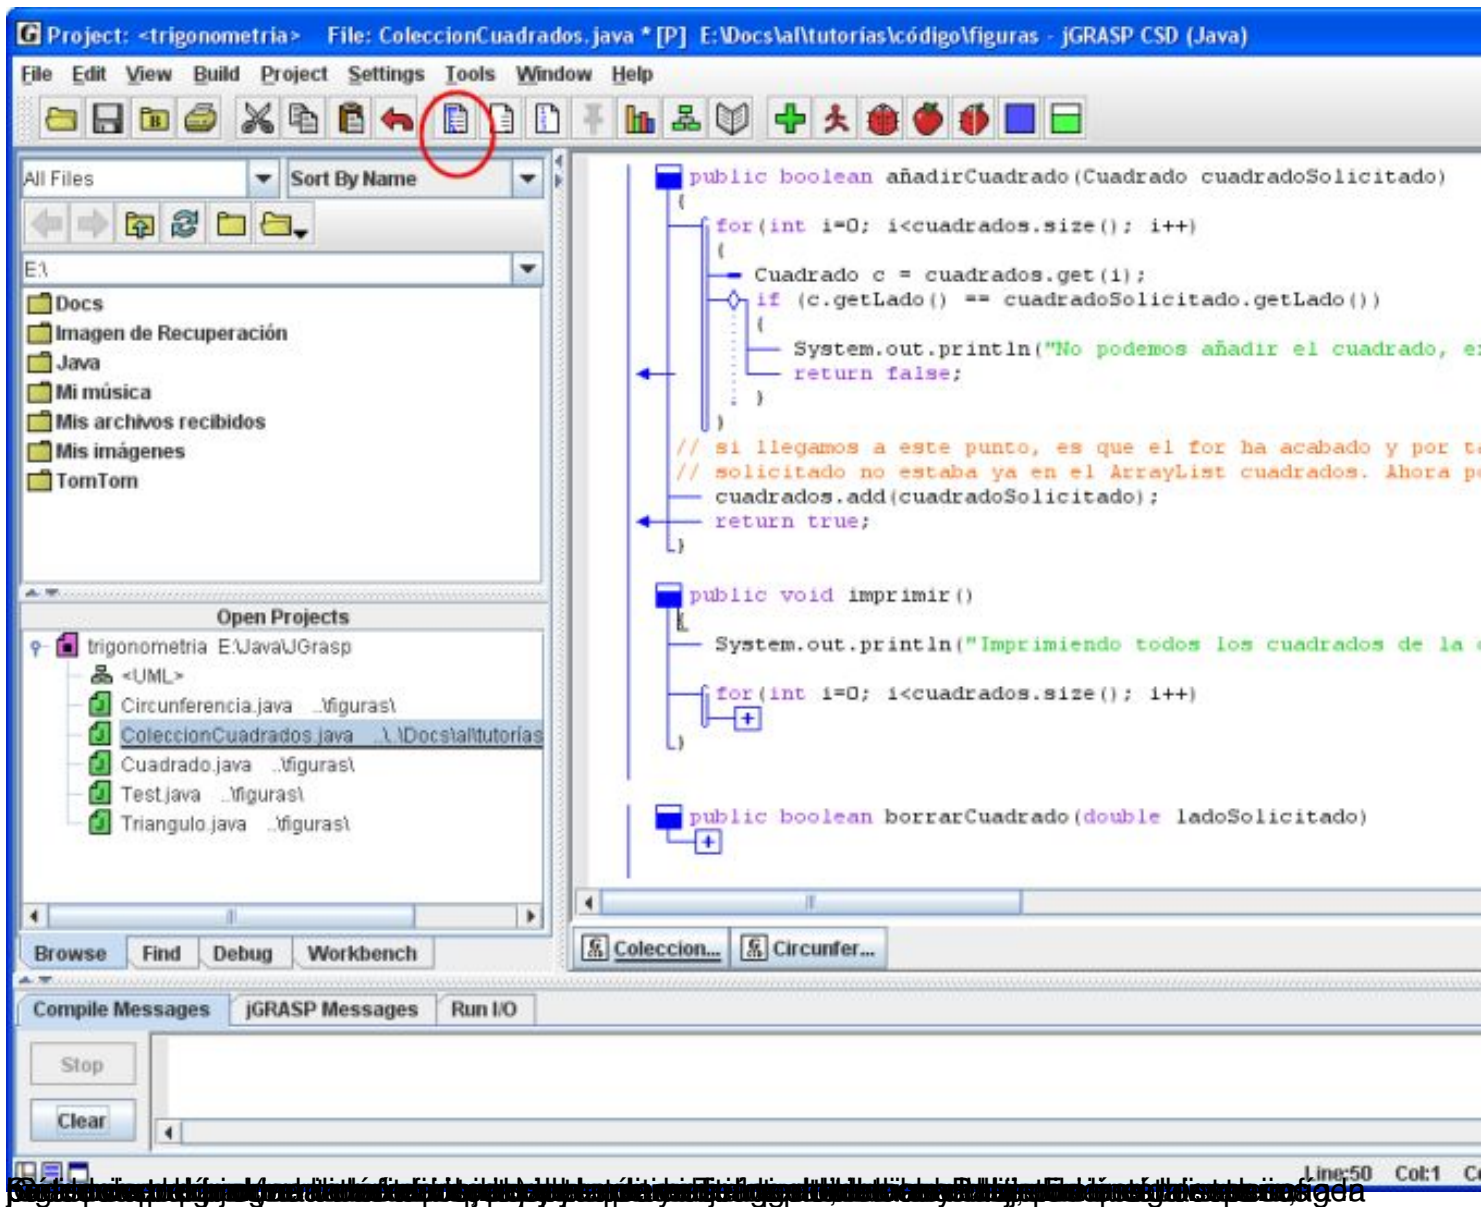 Project: <trigonometria>   File: ColeccionCuadrados.java * [P]  E:\Docs\al\tutorías\código\figuras - jGRASP CSD (Java)
File Edit View Build Project Settings Tools Window Help
All Files
Sort By Name
E:\
Docs
Imagen de Recuperación
Java
Mi música
Mis archivos recibidos
Mis imágenes
TomTom
Open Projects
trigonometria E:\Java\JGrasp
<UML>
Circunferencia.java ..\figuras\
ColeccionCuadrados.java ..\..\Docs\al\tutorías
Cuadrado.java ..\figuras\
Test.java ..\figuras\
Triangulo.java ..\figuras\
Browse Find Debug Workbench
public boolean añadirCuadrado(Cuadrado cuadradoSolicitado)
{
for(int i=0; i<cuadrados.size(); i++)
{
Cuadrado c = cuadrados.get(i);
if (c.getLado() == cuadradoSolicitado.getLado())
{
System.out.println("No podemos añadir el cuadrado,
return false;
}
}
// si llegamos a este punto, es que el for ha acabado y por
// solicitado no estaba ya en el ArrayList cuadrados. Ahora
cuadrados.add(cuadradoSolicitado);
return true;
}
public void imprimir()
{
System.out.println("Imprimiendo todos los cuadrados de la
for(int i=0; i<cuadrados.size(); i++)
+
}
public boolean borrarCuadrado(double ladoSolicitado)
+
Coleccion... Circunfer...
Compile Messages jGRASP Messages Run I/O
Stop
Clear
Line:50 Col:1